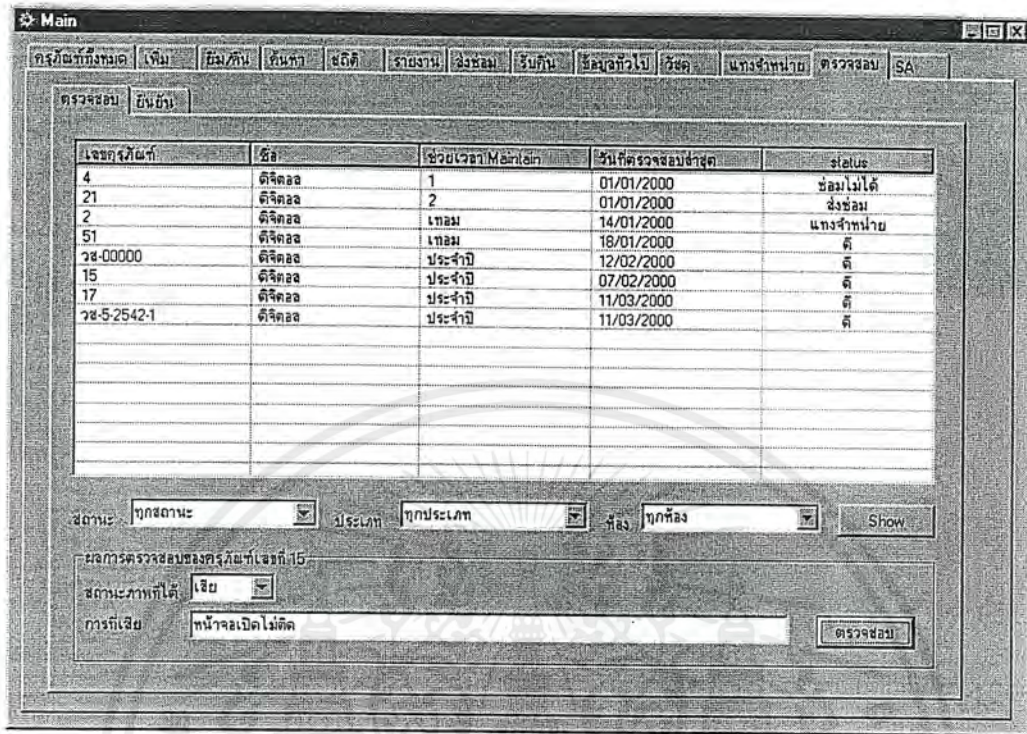 Main
ครุภัณฑ์ทั้งหมด เพิ่ม ยืม/คืน ค้นหา สถิติ รายงาน ส่งซ่อม รับคืน ข้อมูลทั่วไป วัสดุ แทงจำหน่าย ตรวจสอบ SA
ตรวจสอบ ยืนยัน
เลขครุภัณฑ์ ชื่อ ช่วยเวลา Maintain วันที่ตรวจสอบล่าสุด status
4 ดิจิตอล 1 01/01/2000 ซ่อมไม่ได้
21 ดิจิตอล 2 01/01/2000 ส่งซ่อม
2 ดิจิตอล เทอม 14/01/2000 แทงจำหน่าย
51 ดิจิตอล เทอม 18/01/2000 ดี
วส-00000 ดิจิตอล ประจำปี 12/02/2000 ดี
15 ดิจิตอล ประจำปี 07/02/2000 ดี
17 ดิจิตอล ประจำปี 11/03/2000 ดี
วส-5-2542-1 ดิจิตอล ประจำปี 11/03/2000 ดี
สถานะ ทุกสถานะ ประเภท ทุกประเภท ห้อง ทุกห้อง Show
ผลการตรวจสอบของครุภัณฑ์เลขที่ 15
สถานะภาพที่ได้ เสีย
การที่เสีย หน้าจอเปิดไม่ติด ตรวจสอบ